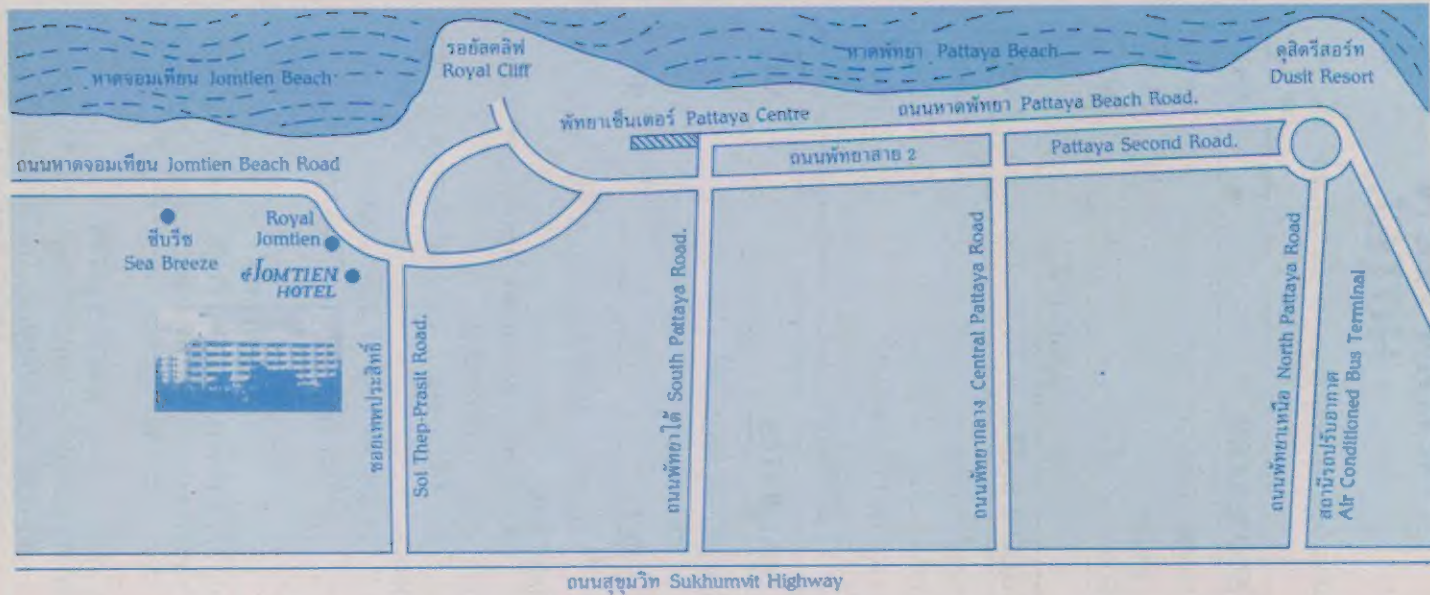 หาดจอมเทียน Jomtien Beach
รอยัลคลิฟ
Royal Cliff
หาดพัทยา Pattaya Beach
ดุสิตรีสอร์ท
Dusit Resort
พัทยาเซ็นเตอร์ Pattaya Centre
ถนนหาดพัทยา Pattaya Beach Road.
ถนนพัทยาสาย 2
Pattaya Second Road.
ถนนหาดจอมเทียน Jomtien Beach Road
ซีบรีช
Sea Breeze
Royal
Jomtien
JOMTIEN
HOTEL
ซอยเทพประสิทธิ์
Soi Thep-Prasit Road.
ถนนพัทยาใต้ South Pattaya Road.
ถนนพัทยากลาง Central Pattaya Road
ถนนพัทยาเหนือ North Pattaya Road
สถานีรถปรับอากาศ
Air Conditioned Bus Terminal
ถนนสุขุมวิท Sukhumvit Highway